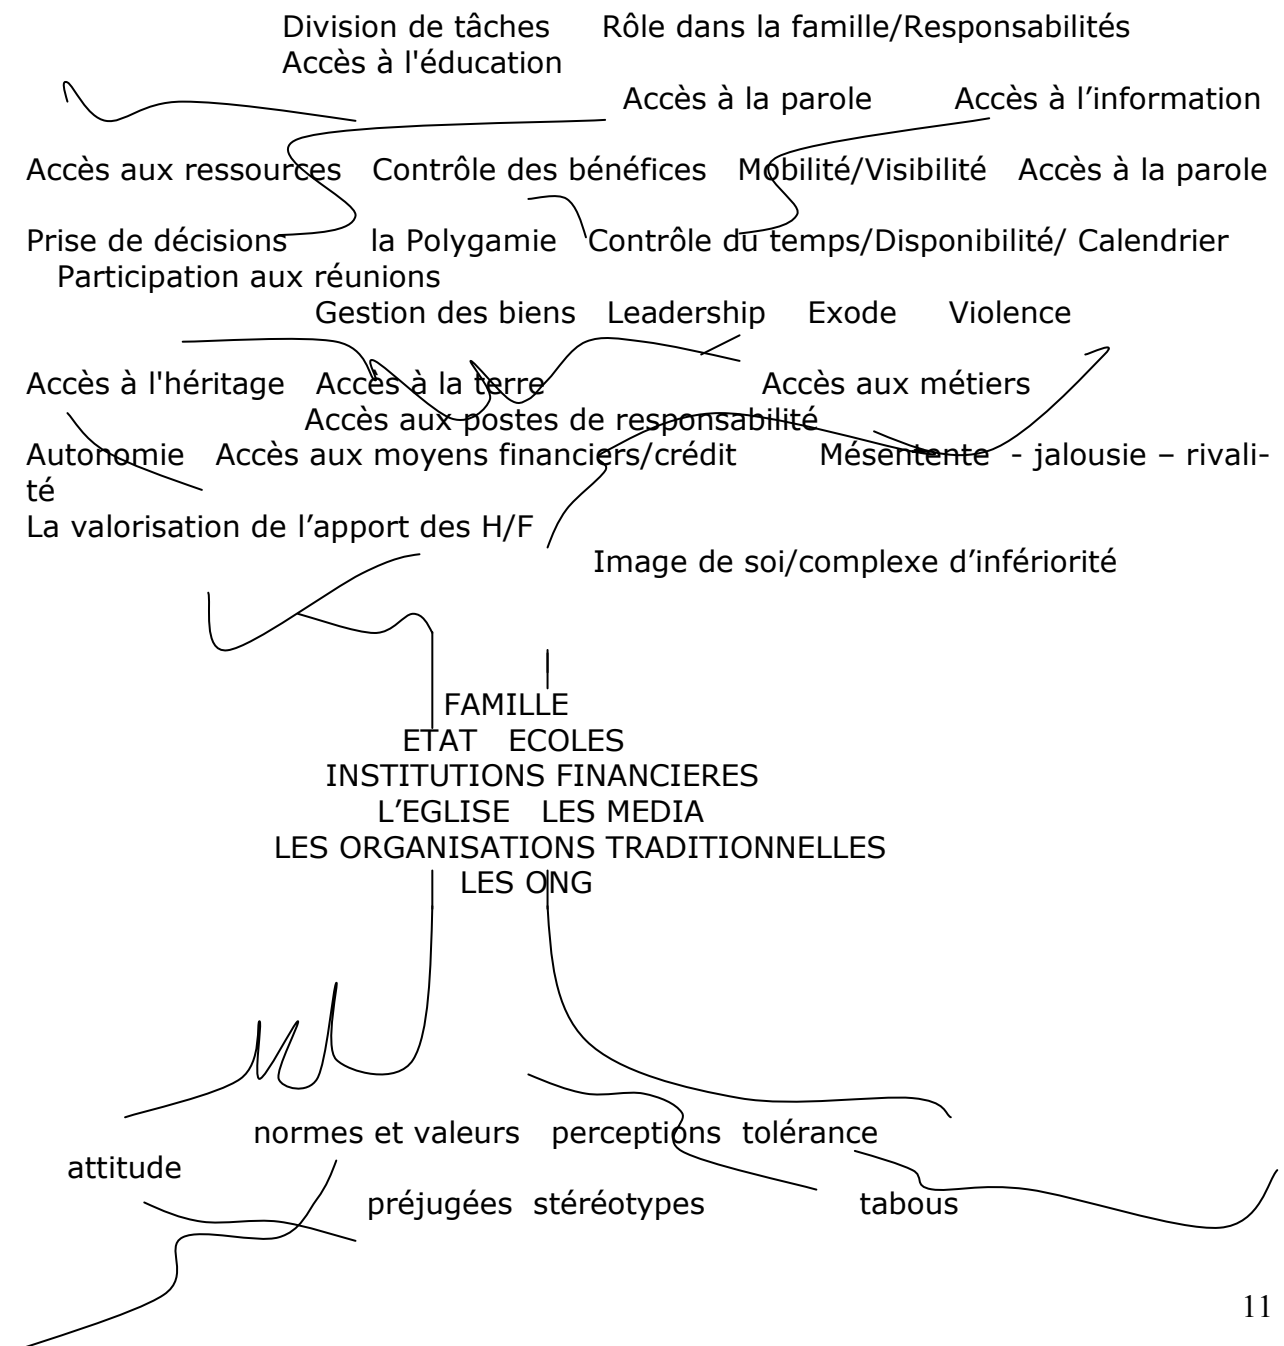 Division de tâches Rôle dans la famille/Responsabilités
Accès à l'éducation
Accès à la parole Accès à l’information
Accès aux ressources Contrôle des bénéfices Mobilité/Visibilité Accès à la parole
Prise de décisions la Polygamie Contrôle du temps/Disponibilité/ Calendrier
Participation aux réunions
Gestion des biens Leadership Exode Violence
Accès à l'héritage Accès à la terre Accès aux métiers
Accès aux postes de responsabilité
Autonomie Accès aux moyens financiers/crédit Mésentente - jalousie – rivali-
té
La valorisation de l’apport des H/F
Image de soi/complexe d’infériorité
FAMILLE
ETAT ECOLES
INSTITUTIONS FINANCIERES
L’EGLISE LES MEDIA
LES ORGANISATIONS TRADITIONNELLES
LES ONG
normes et valeurs perceptions tolérance
attitude
préjugées stéréotypes tabous
11